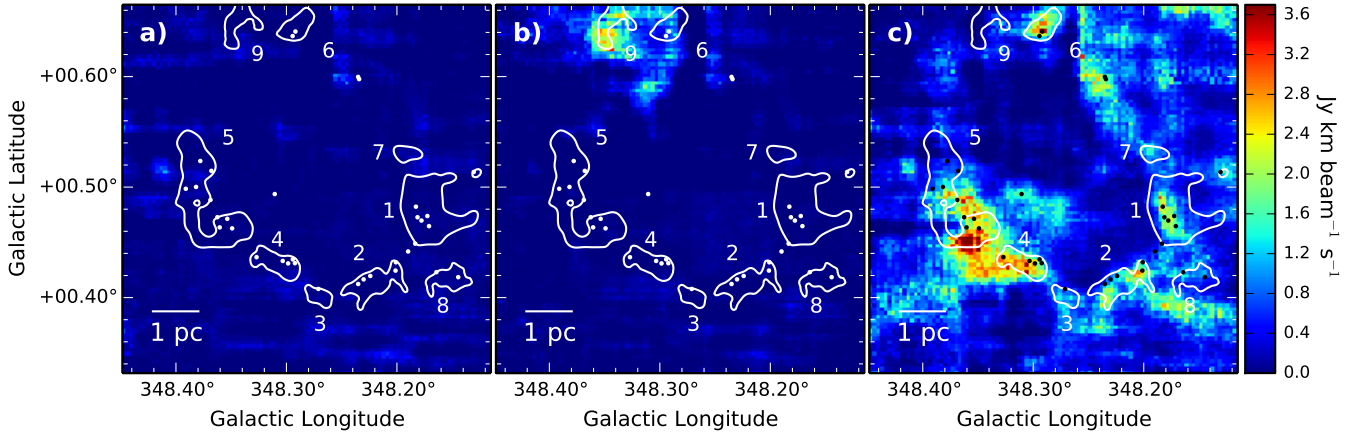 a)
9
6
5
7
1
4
2
3
8
1 pc
b)
9
6
5
7
1
4
2
3
8
1 pc
c)
9
6
5
7
1
4
2
3
8
1 pc
+00.60°
+00.50°
+00.40°
Galactic Latitude
348.40° 348.30° 348.20°
348.40° 348.30° 348.20°
348.40° 348.30° 348.20°
Galactic Longitude
Galactic Longitude
Galactic Longitude
3.6
3.2
2.8
2.4
2.0
1.6
1.2
0.8
0.4
0.0
Jy km beam⁻¹ s⁻¹